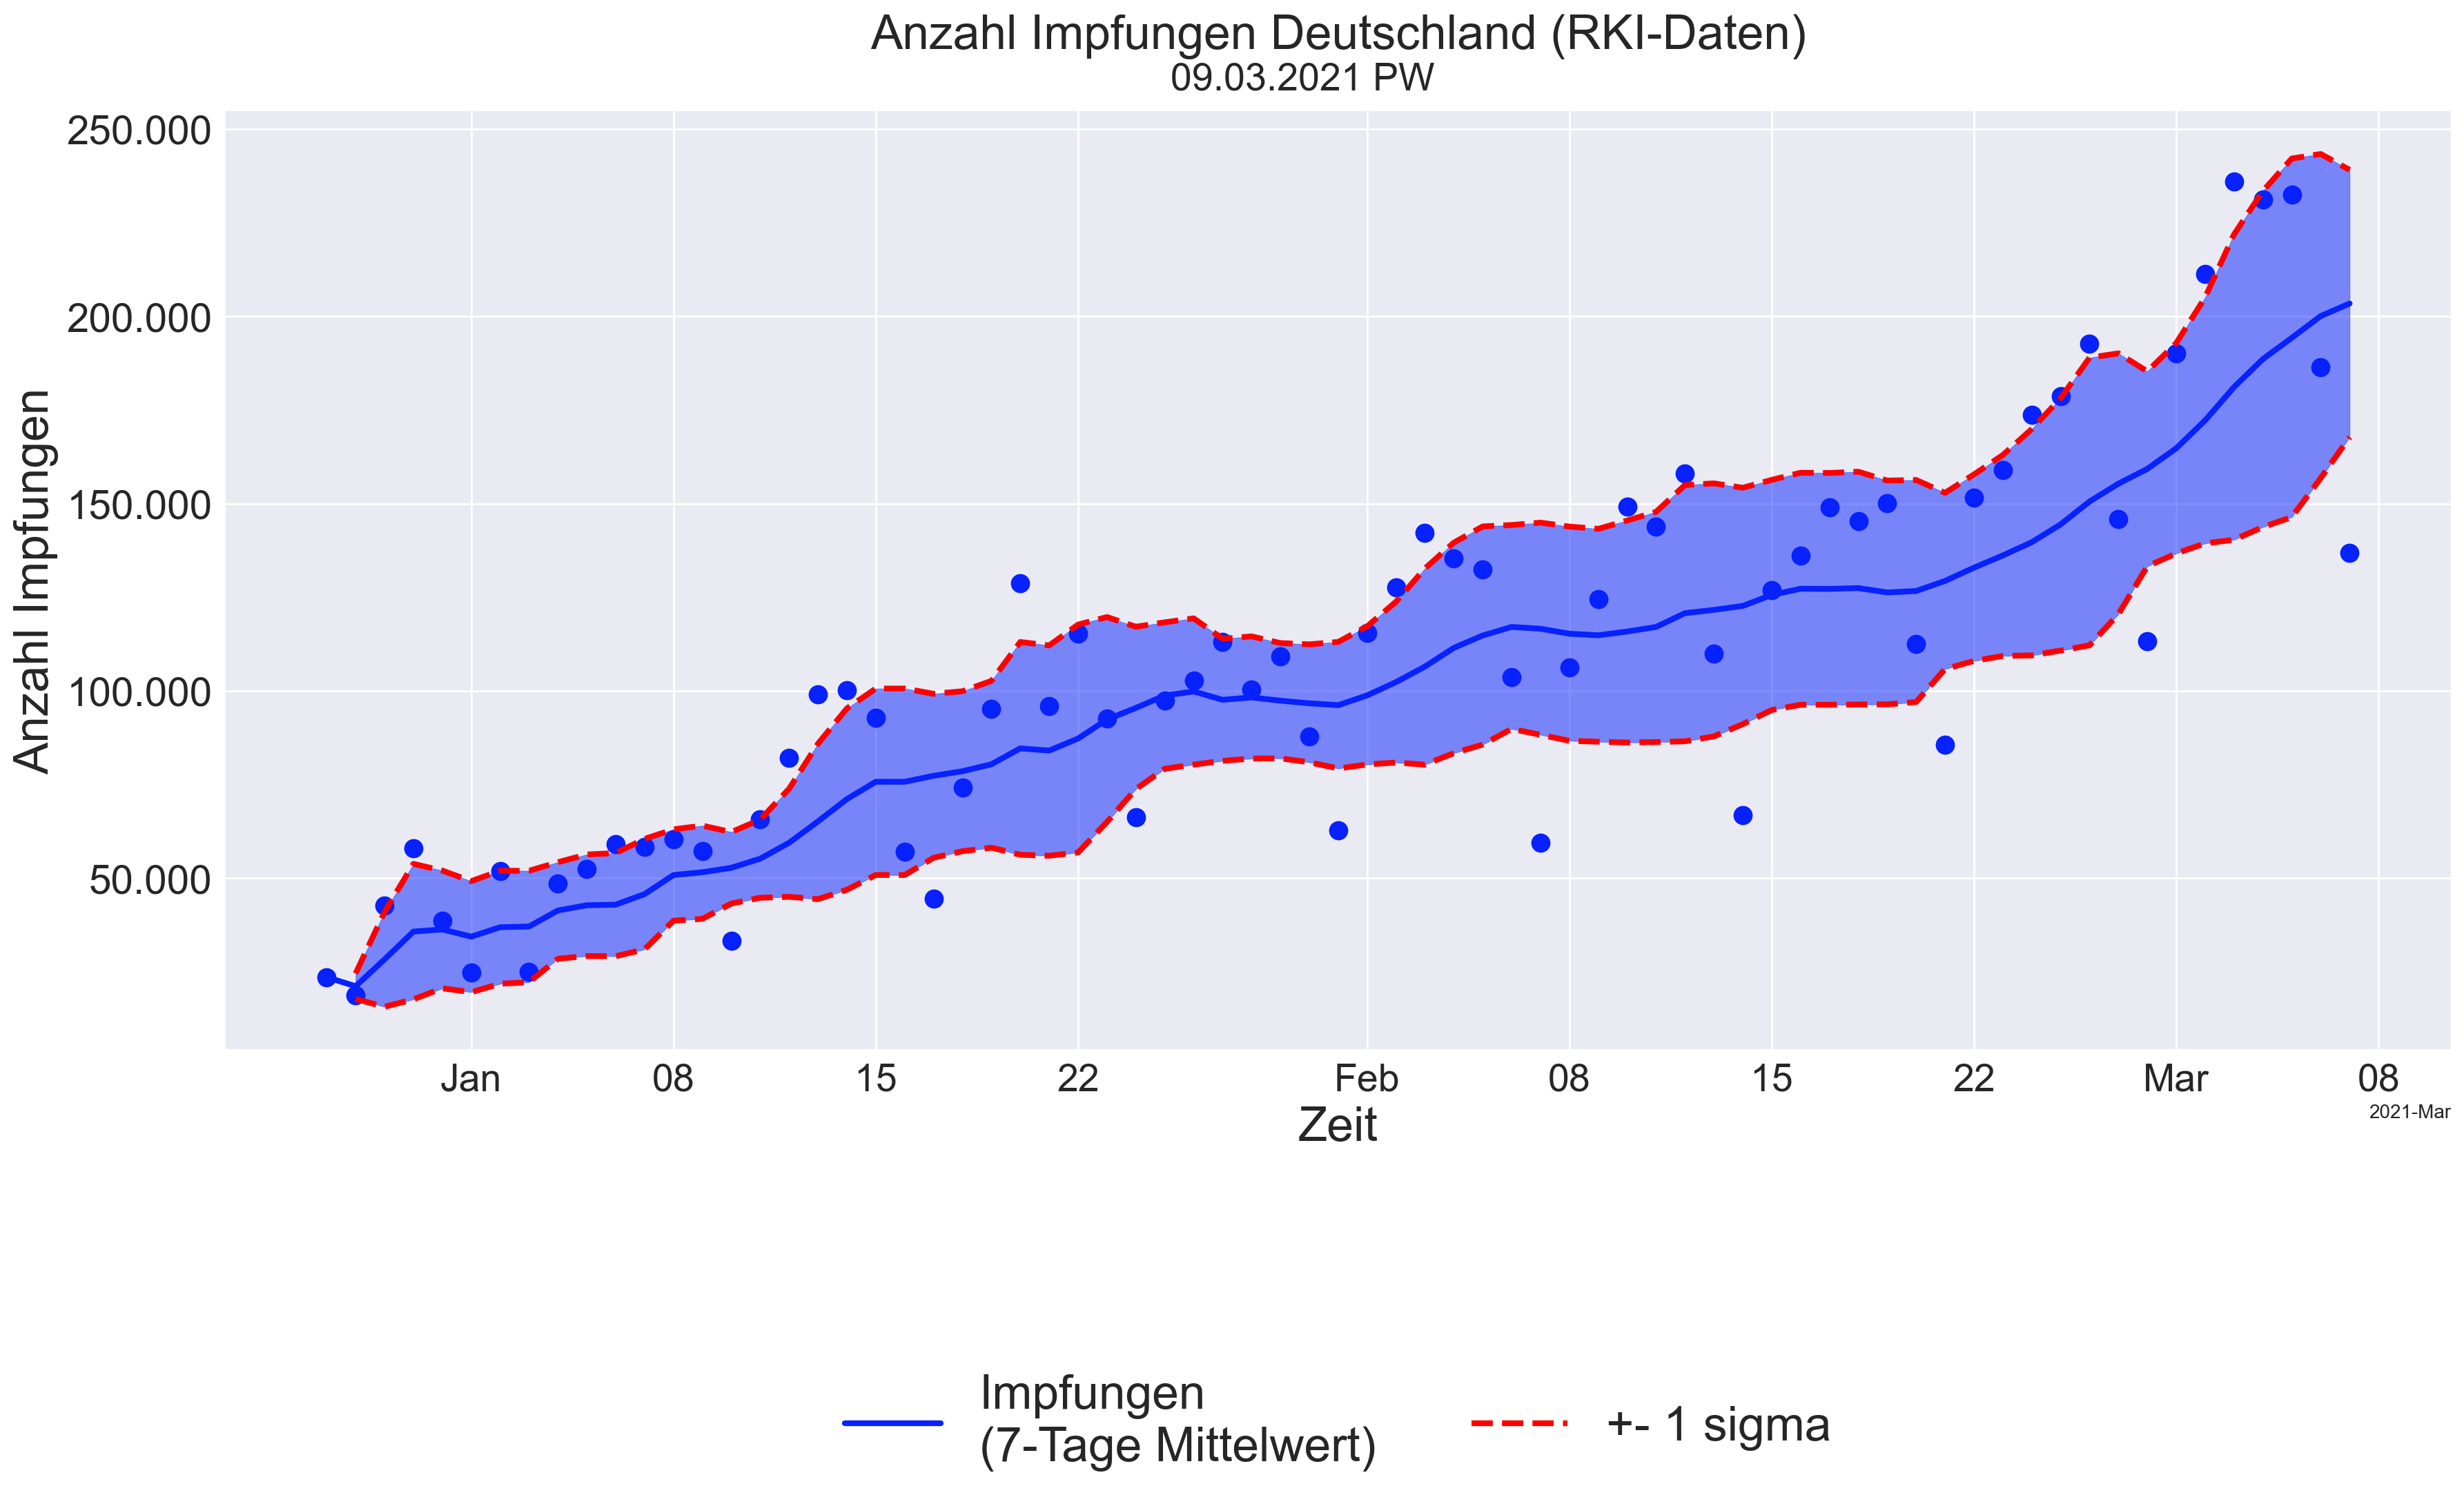 Anzahl Impfungen Deutschland (RKI-Daten)
09.03.2021 PW
Anzahl Impfungen
250.000
200.000
150.000
100.000
50.000
Jan 08 15 22 Feb 08 15 22 Mar 08
2021-Mar
Zeit
Impfungen
(7-Tage Mittelwert)
+- 1 sigma